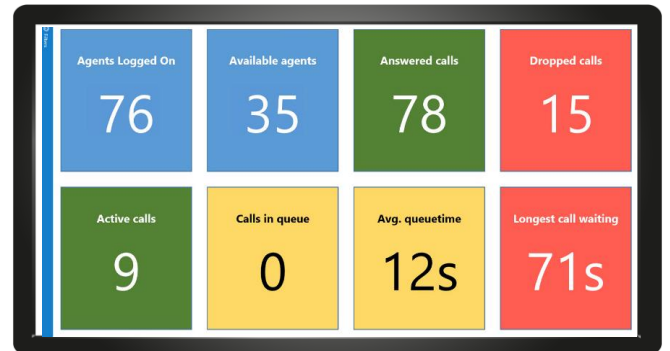 Filters
Agents Logged On
76
Available agents
35
Answered calls
78
Dropped calls
15
Active calls
9
Calls in queue
0
Avg. queuetime
12s
Longest call waiting
71s